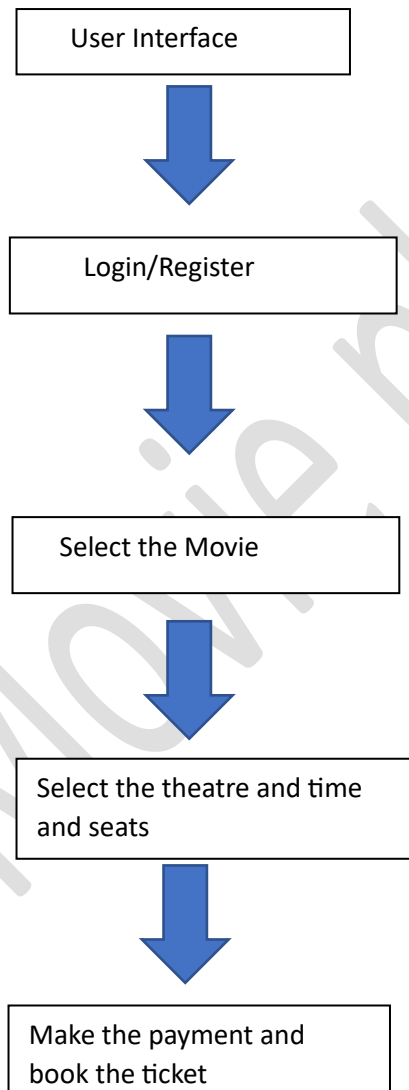 User Interface
Login/Register
Select the Movie
Select the theatre and time
and seats
Make the payment and
book the ticket
Movie